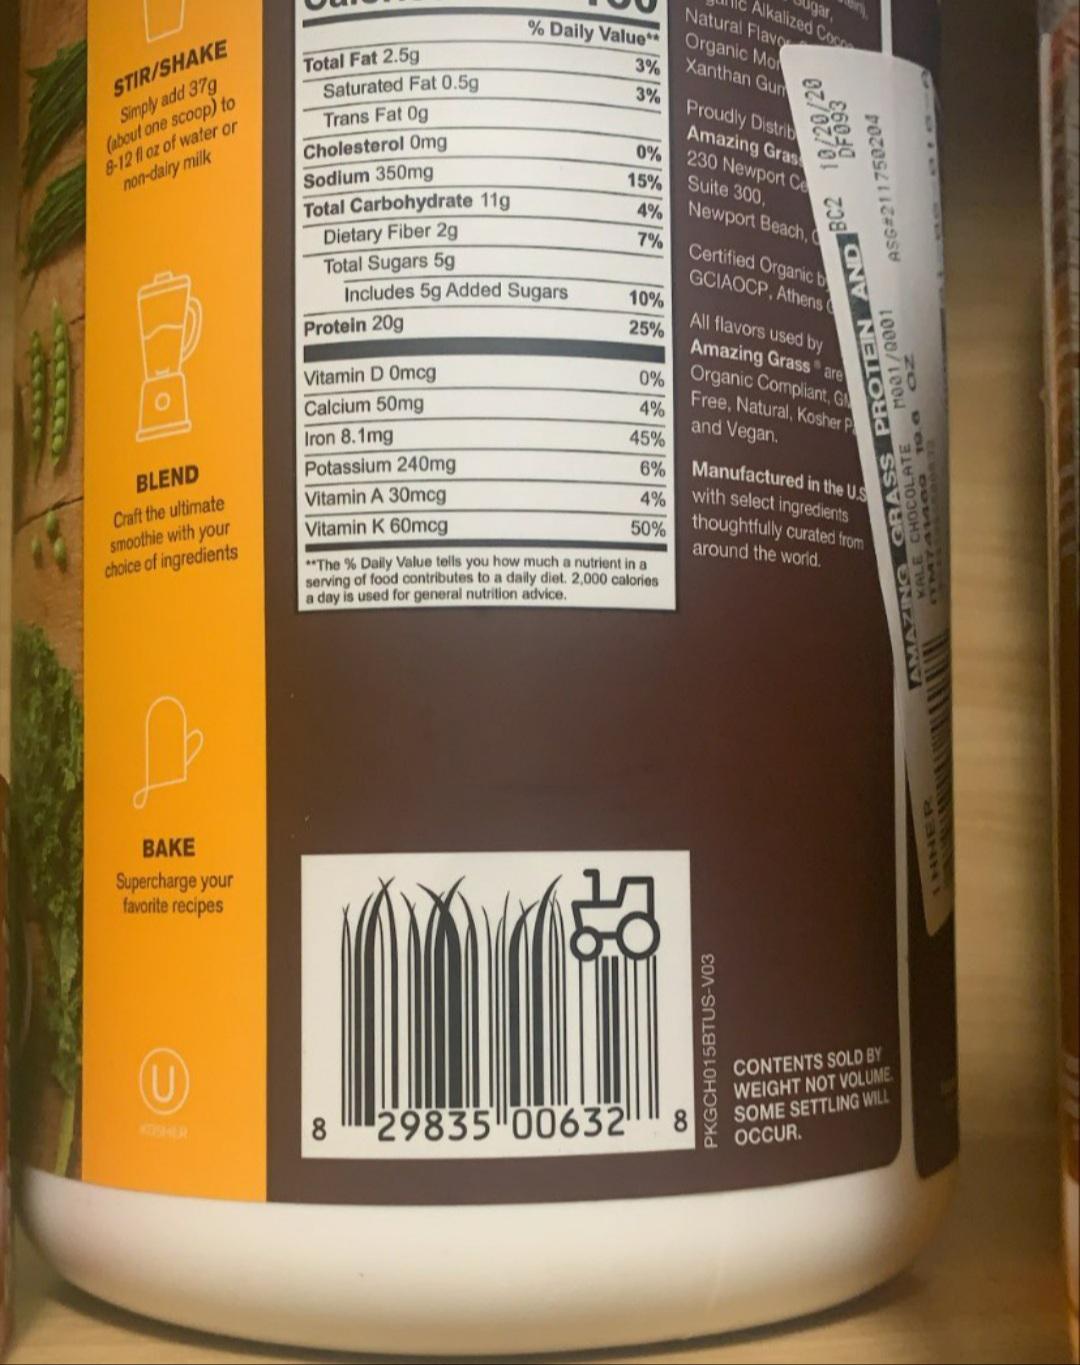 STIR/SHAKE
Simply add 37g
(about one scoop) to
8-12 fl oz of water or
non-dairy milk
BLEND
Craft the ultimate
smoothie with your
choice of ingredients
BAKE
Supercharge your
favorite recipes
U
KOSHER
% Daily Value**
Total Fat 2.5g 3%
Saturated Fat 0.5g 3%
Trans Fat 0g
Cholesterol 0mg 0%
Sodium 350mg 15%
Total Carbohydrate 11g 4%
Dietary Fiber 2g 7%
Total Sugars 5g
Includes 5g Added Sugars 10%
Protein 20g 25%
Vitamin D 0mcg 0%
Calcium 50mg 4%
Iron 8.1mg 45%
Potassium 240mg 6%
Vitamin A 30mcg 4%
Vitamin K 60mcg 50%
**The % Daily Value tells you how much a nutrient in a
serving of food contributes to a daily diet. 2,000 calories
a day is used for general nutrition advice.
8 29835 00632 8
PKGCH015BTUS-V03
Alkalized
Natural
Organic
Xanthan
Proudly
Amazing
230 Newport
Suite 300,
Newport Beach,
Certified Organic
GCIAOCP, Athens
All flavors used by
Amazing Grass® are
Organic Compliant,
Free, Natural, Kosher
and Vegan.
Manufactured in the
with select ingredients
thoughtfully curated from
around the world.
CONTENTS SOLD BY
WEIGHT NOT VOLUME.
SOME SETTLING WILL
OCCUR.
BC2 10/20/20
DF093
AMAZING GRASS PROTEIN AND
KALE CHOCOLATE M001/Q001 ASG#211750204
OZ
INNER